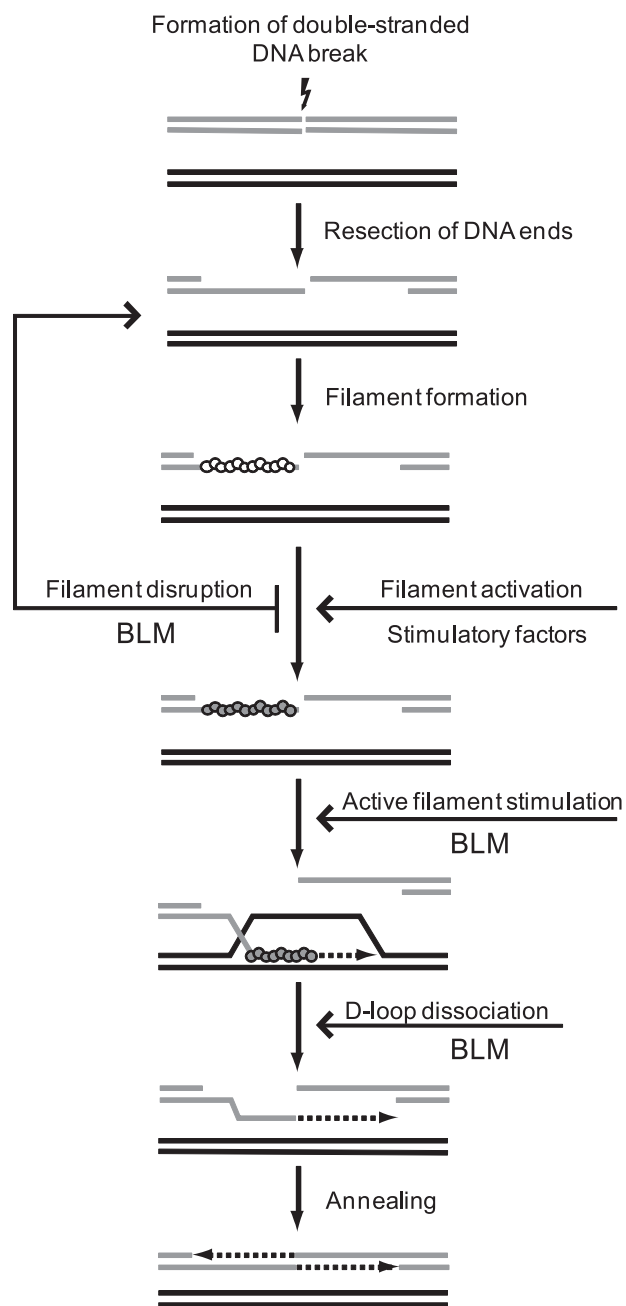 Formation of double-stranded
DNA break
Resection of DNA ends
Filament formation
Filament disruption
BLM
Filament activation
Stimulatory factors
Active filament stimulation
BLM
D-loop dissociation
BLM
Annealing